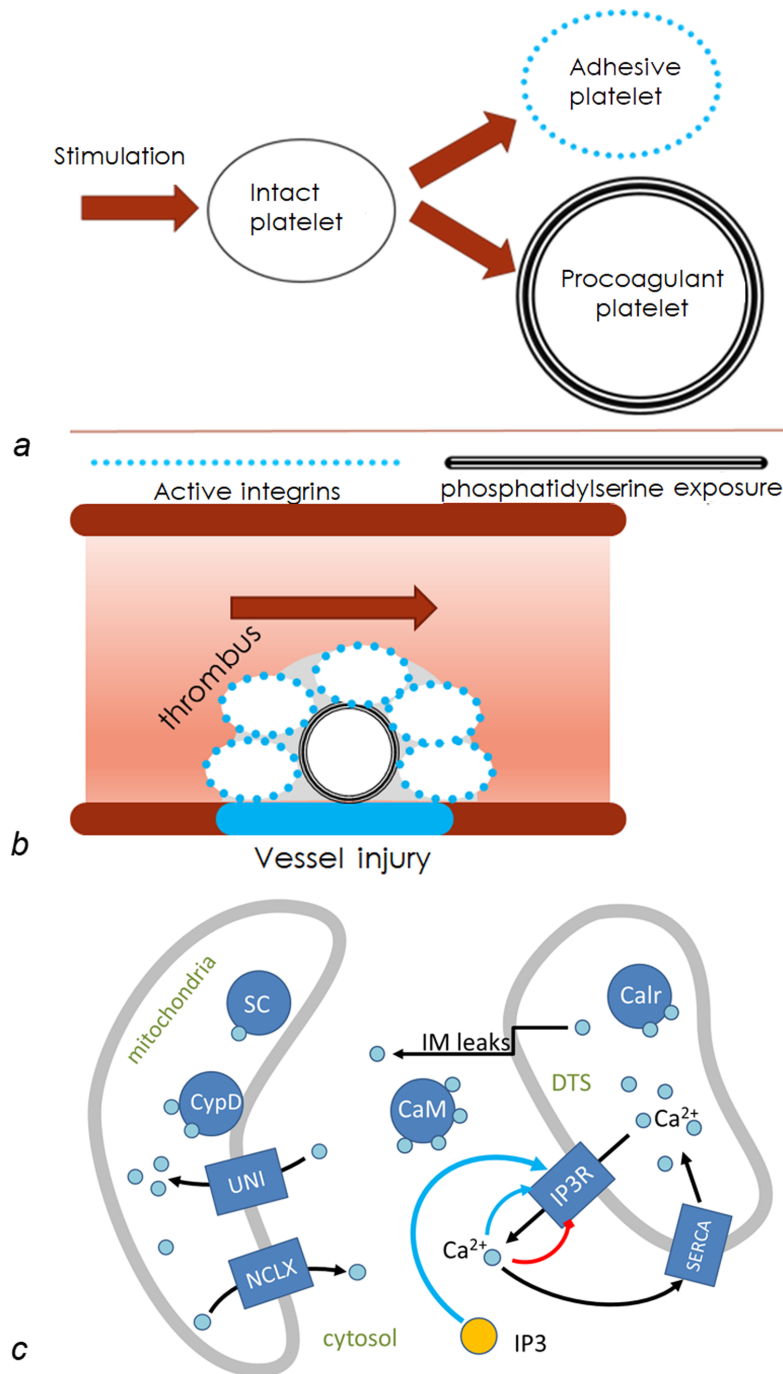 Stimulation
Intact
platelet
Adhesive
platelet
Procoagulant
platelet
a
Active integrins
phosphatidylserine exposure
thrombus
b
Vessel injury
mitochondria
SC
CypD
UNI
NCLX
cytosol
IM leaks
CaM
Calr
DTS
Ca²⁺
IP3R
SERCA
Ca²⁺
IP3
c